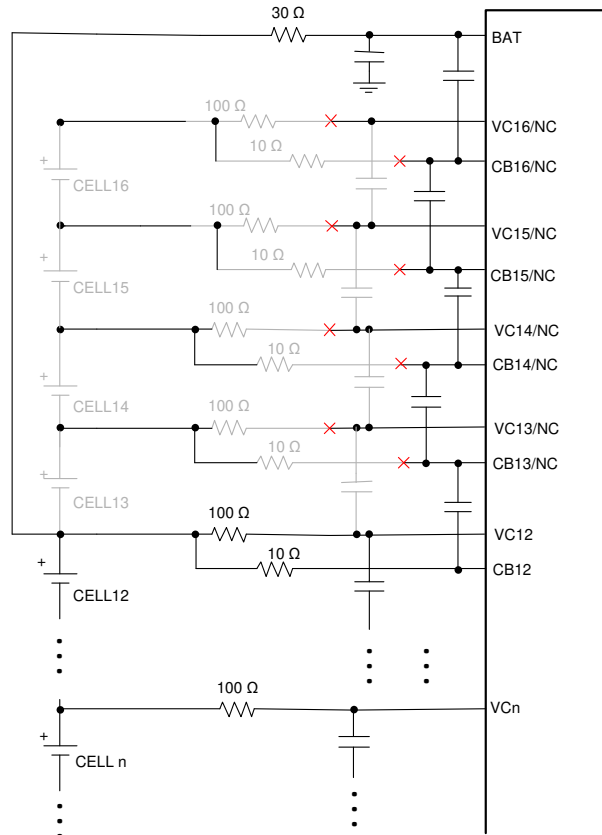 30 Ω
BAT
100 Ω
VC16/NC
10 Ω
CB16/NC
+
CELL16
100 Ω
VC15/NC
10 Ω
CB15/NC
+
CELL15
100 Ω
VC14/NC
10 Ω
CB14/NC
+
CELL14
100 Ω
VC13/NC
10 Ω
CB13/NC
+
CELL13
100 Ω
VC12
10 Ω
CB12
+
CELL12
100 Ω
VCn
+
CELL n